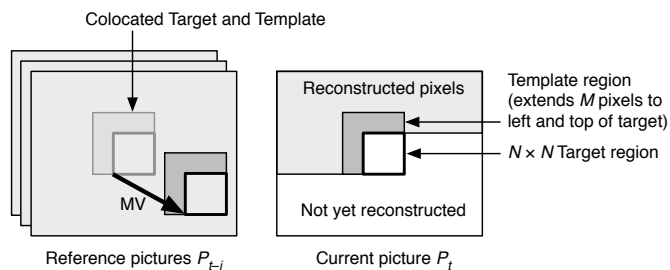 Colocated Target and Template
Reconstructed pixels
Template region
(extends M pixels to
left and top of target)
N × N Target region
MV
Not yet reconstructed
Reference pictures P_{t–i}
Current picture P_t